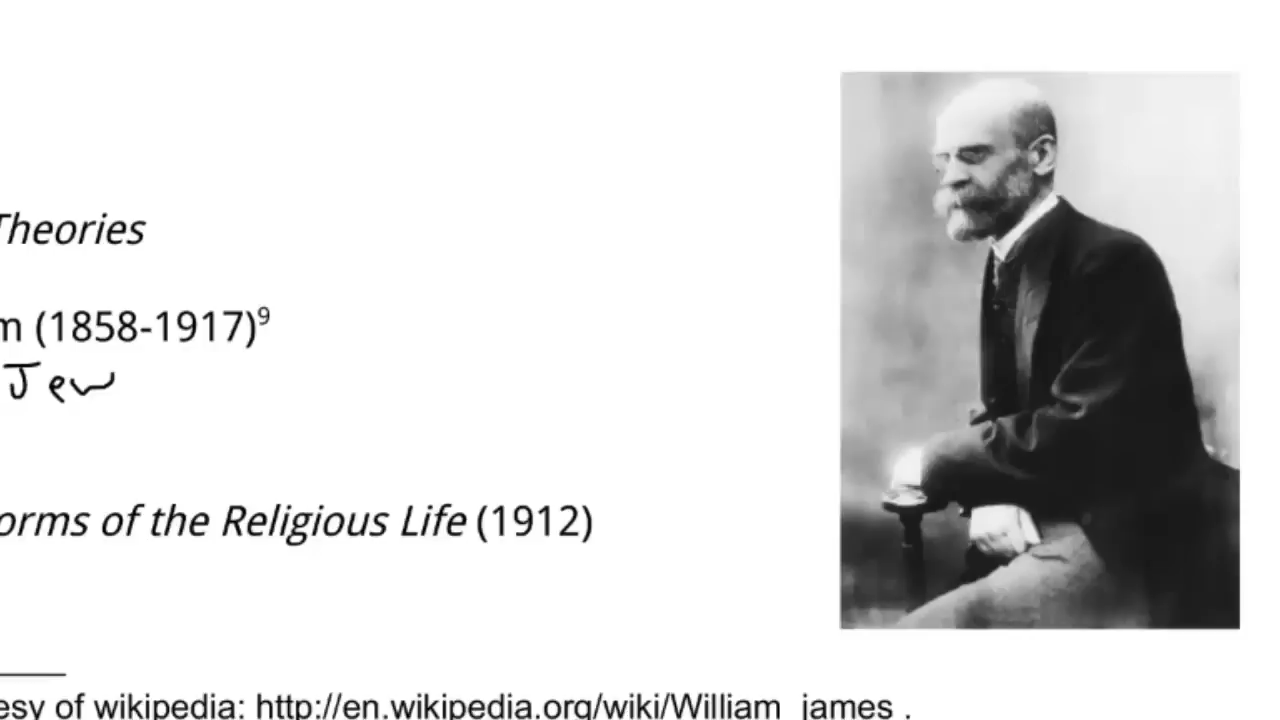 Theories
m (1858-1917)⁹
Jew
orms of the Religious Life (1912)
esy of wikipedia: http://en.wikipedia.org/wiki/William_james .